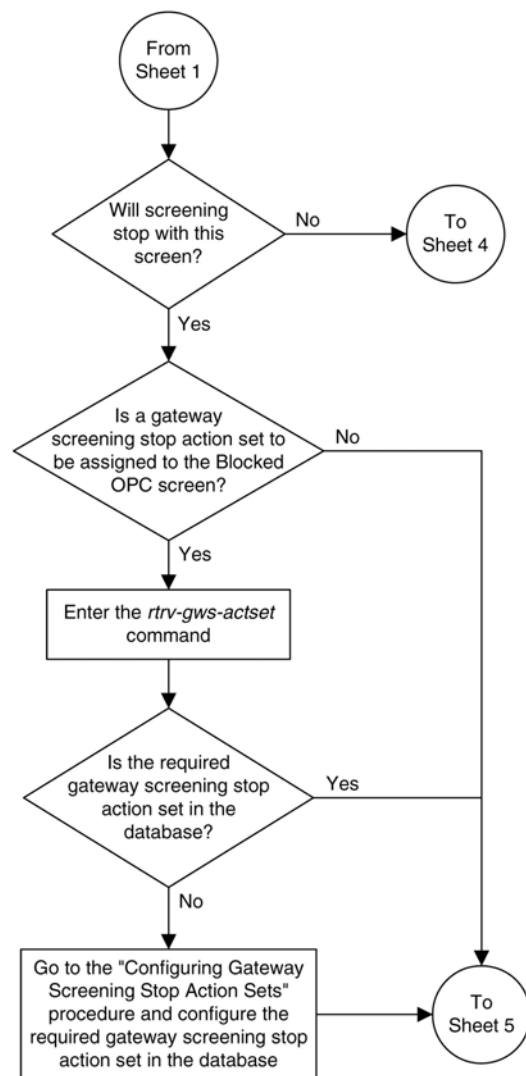 From
Sheet 1
Will screening
stop with this
screen?
No
To
Sheet 4
Yes
Is a gateway
screening stop action set to
be assigned to the Blocked
OPC screen?
No
Yes
Enter the rtrv-gws-actset
command
Is the required
gateway screening stop
action set in the
database?
Yes
No
Go to the "Configuring Gateway
Screening Stop Action Sets"
procedure and configure the
required gateway screening stop
action set in the database
To
Sheet 5